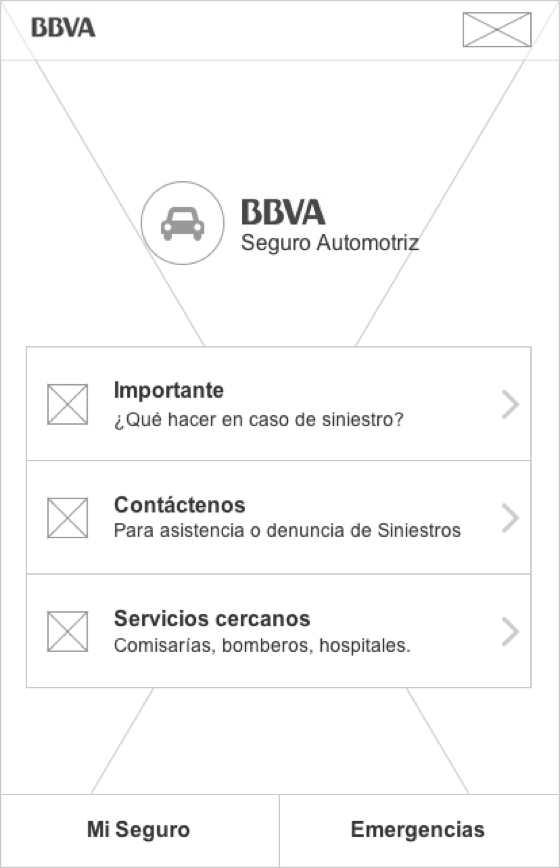 BBVA
BBVA
Seguro Automotriz
Importante
¿Qué hacer en caso de siniestro?
Contáctenos
Para asistencia o denuncia de Siniestros
Servicios cercanos
Comisarías, bomberos, hospitales.
Mi Seguro
Emergencias